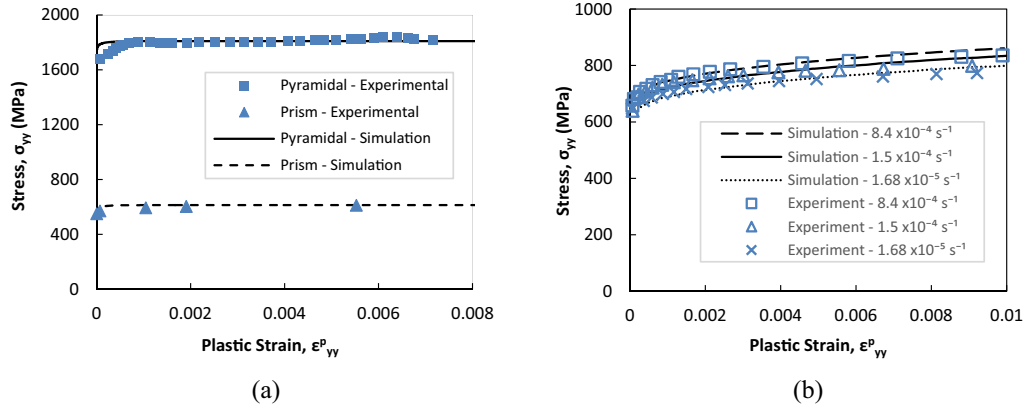 2000
1600
1200
800
400
0
Stress, σyy (MPa)
Pyramidal - Experimental
Prism - Experimental
Pyramidal - Simulation
Prism - Simulation
0 0.002 0.004 0.006 0.008
Plastic Strain, εᵖyy
(a)
1000
800
600
400
200
0
Stress, σyy (MPa)
Simulation - 8.4 x10⁻⁴ s⁻¹
Simulation - 1.5 x10⁻⁴ s⁻¹
Simulation - 1.68 x10⁻⁵ s⁻¹
Experiment - 8.4 x10⁻⁴ s⁻¹
Experiment - 1.5 x10⁻⁴ s⁻¹
Experiment - 1.68 x10⁻⁵ s⁻¹
0 0.002 0.004 0.006 0.008 0.01
Plastic Strain, εᵖyy
(b)